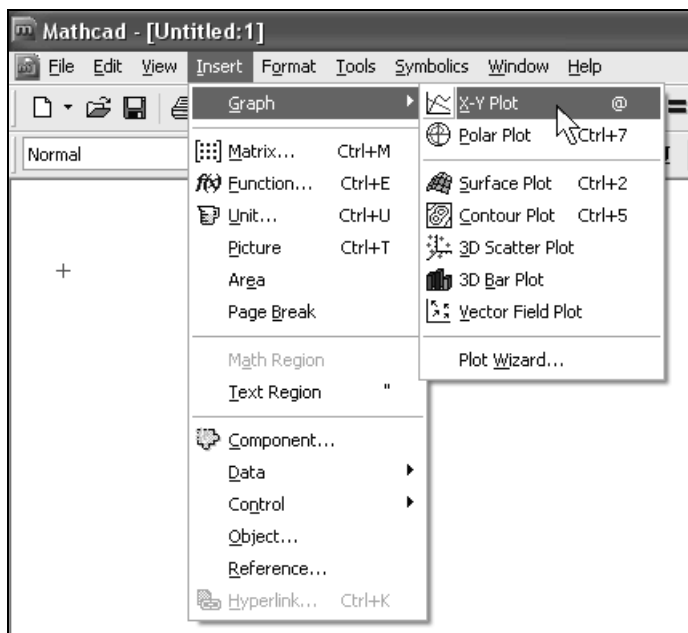 Mathcad - [Untitled:1]
File Edit View Insert Format Tools Symbolics Window Help
Normal
Graph
Matrix... Ctrl+M
Function... Ctrl+E
Unit... Ctrl+U
Picture Ctrl+T
Area
Page Break
Math Region
Text Region "
Component...
Data
Control
Object...
Reference...
Hyperlink... Ctrl+K
X-Y Plot @
Polar Plot Ctrl+7
Surface Plot Ctrl+2
Contour Plot Ctrl+5
3D Scatter Plot
3D Bar Plot
Vector Field Plot
Plot Wizard...